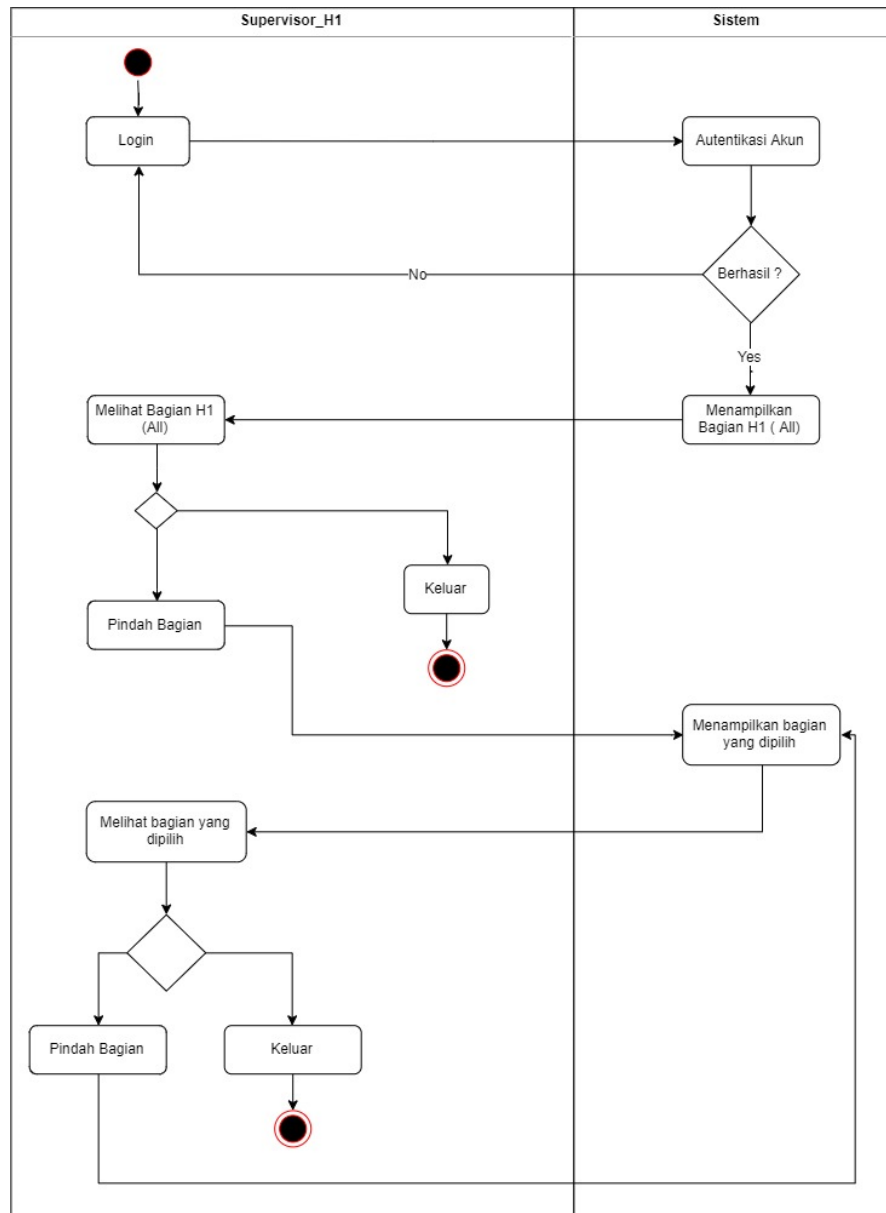 Supervisor_H1
Sistem
Login
Autentikasi Akun
Berhasil ?
No
Yes
Melihat Bagian H1
(All)
Menampilkan
Bagian H1 ( All)
Keluar
Pindah Bagian
Menampilkan bagian
yang dipilih
Melihat bagian yang
dipilih
Pindah Bagian
Keluar